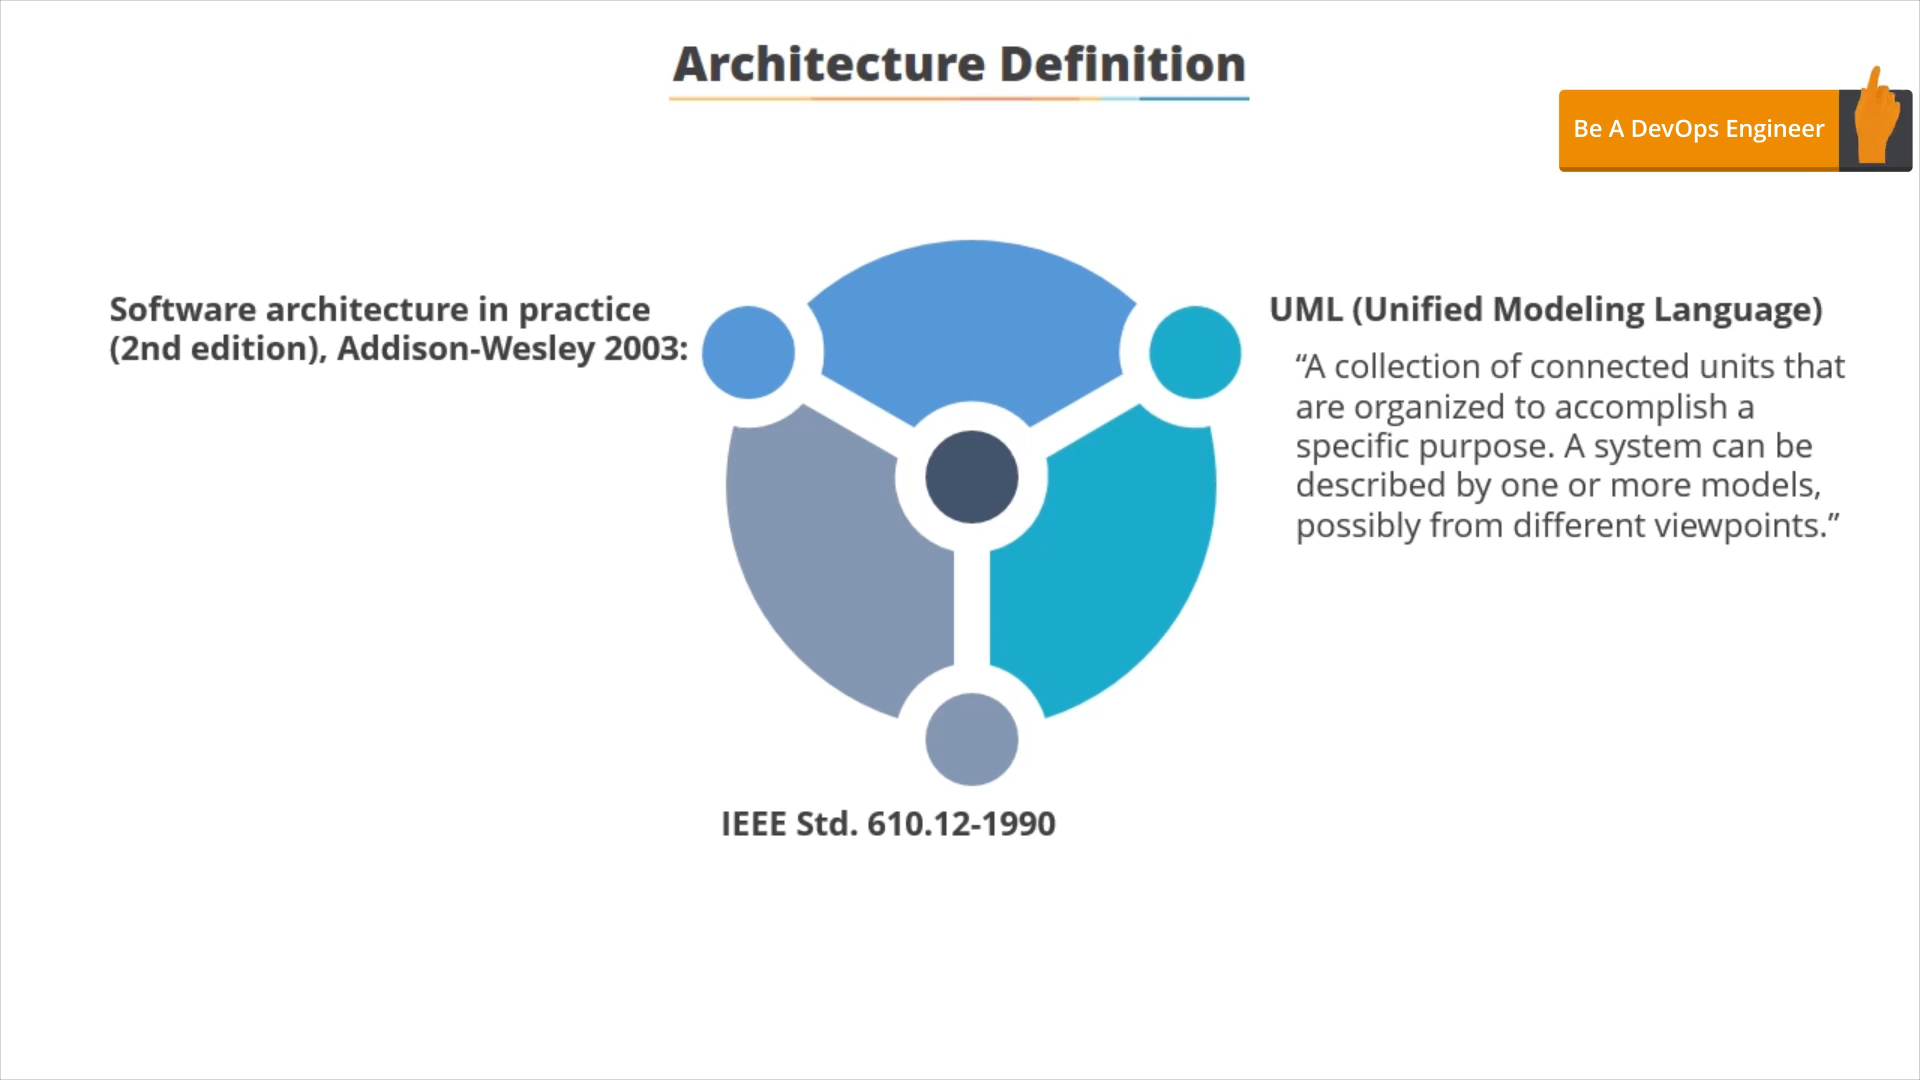 Architecture Definition
Be A DevOps Engineer
Software architecture in practice
(2nd edition), Addison-Wesley 2003:
UML (Unified Modeling Language)
“A collection of connected units that
are organized to accomplish a
specific purpose. A system can be
described by one or more models,
possibly from different viewpoints.”
IEEE Std. 610.12-1990